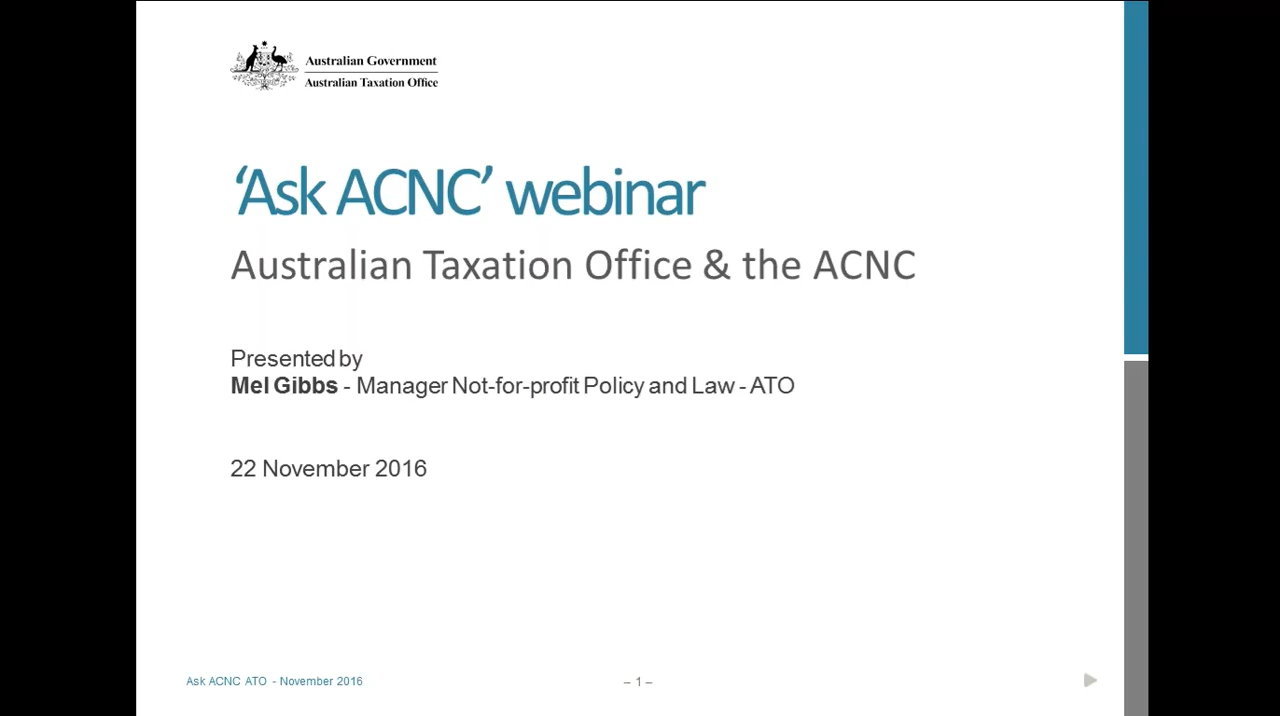 Australian Government
Australian Taxation Office
‘Ask ACNC’ webinar
Australian Taxation Office & the ACNC
Presented by
Mel Gibbs - Manager Not-for-profit Policy and Law - ATO
22 November 2016
Ask ACNC ATO - November 2016
– 1 –